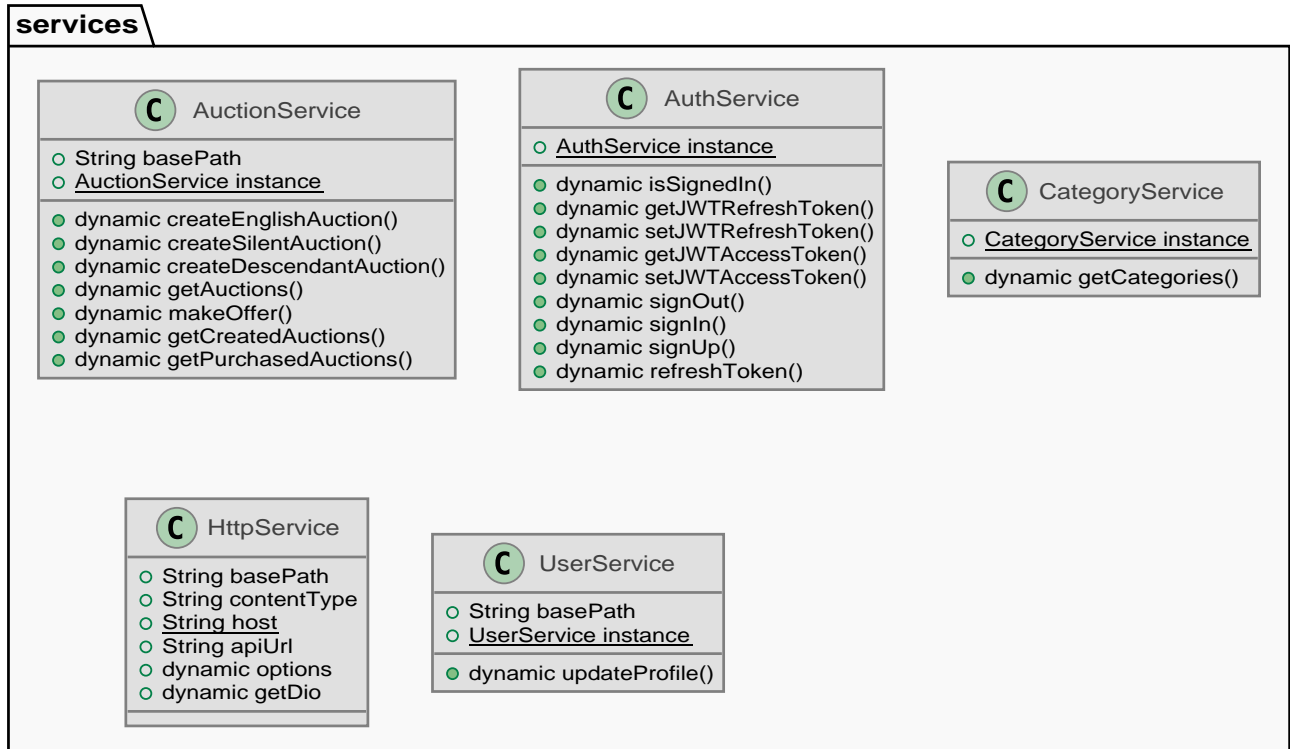 services
C AuctionService
String basePath
AuctionService instance
dynamic createEnglishAuction()
dynamic createSilentAuction()
dynamic createDescendantAuction()
dynamic getAuctions()
dynamic makeOffer()
dynamic getCreatedAuctions()
dynamic getPurchasedAuctions()
C AuthService
AuthService instance
dynamic isSignedIn()
dynamic getJWTRefreshToken()
dynamic setJWTRefreshToken()
dynamic getJWTAccessToken()
dynamic setJWTAccessToken()
dynamic signOut()
dynamic signIn()
dynamic signUp()
dynamic refreshToken()
C CategoryService
CategoryService instance
dynamic getCategories()
C HttpService
String basePath
String contentType
String host
String apiUrl
dynamic options
dynamic getDio
C UserService
String basePath
UserService instance
dynamic updateProfile()